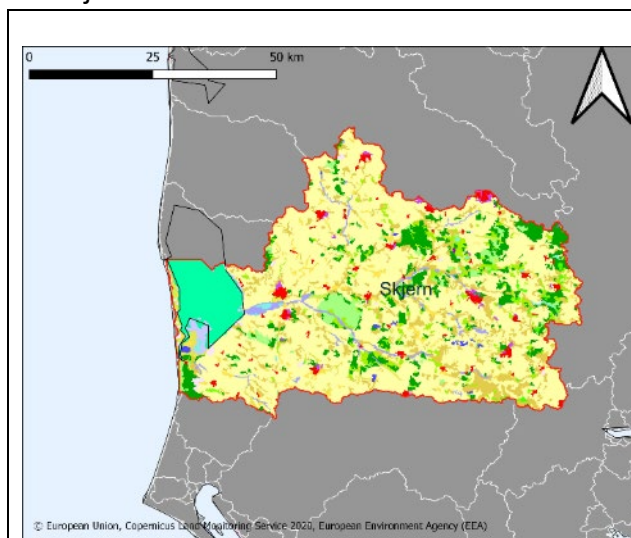 0 25 50 km
Skjern
© European Union, Copernicus Land Monitoring Service 2020, European Environment Agency (EEA)